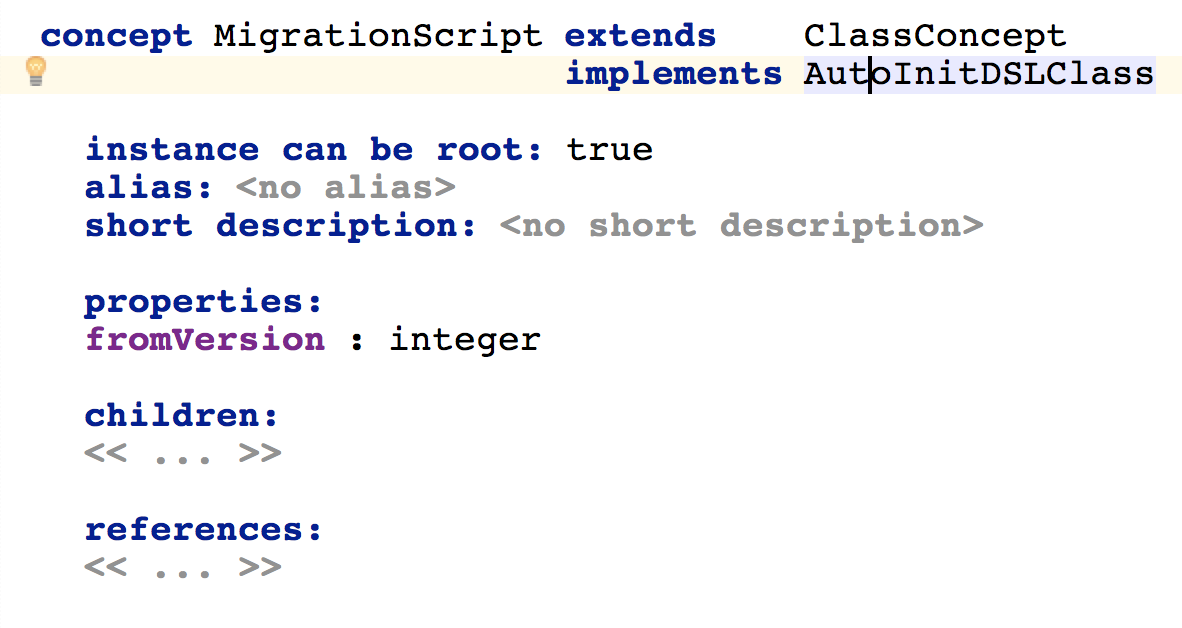 concept MigrationScript extends ClassConcept
implements AutoInitDSLClass
instance can be root: true
alias: <no alias>
short description: <no short description>
properties:
fromVersion : integer
children:
<< ... >>
references:
<< ... >>